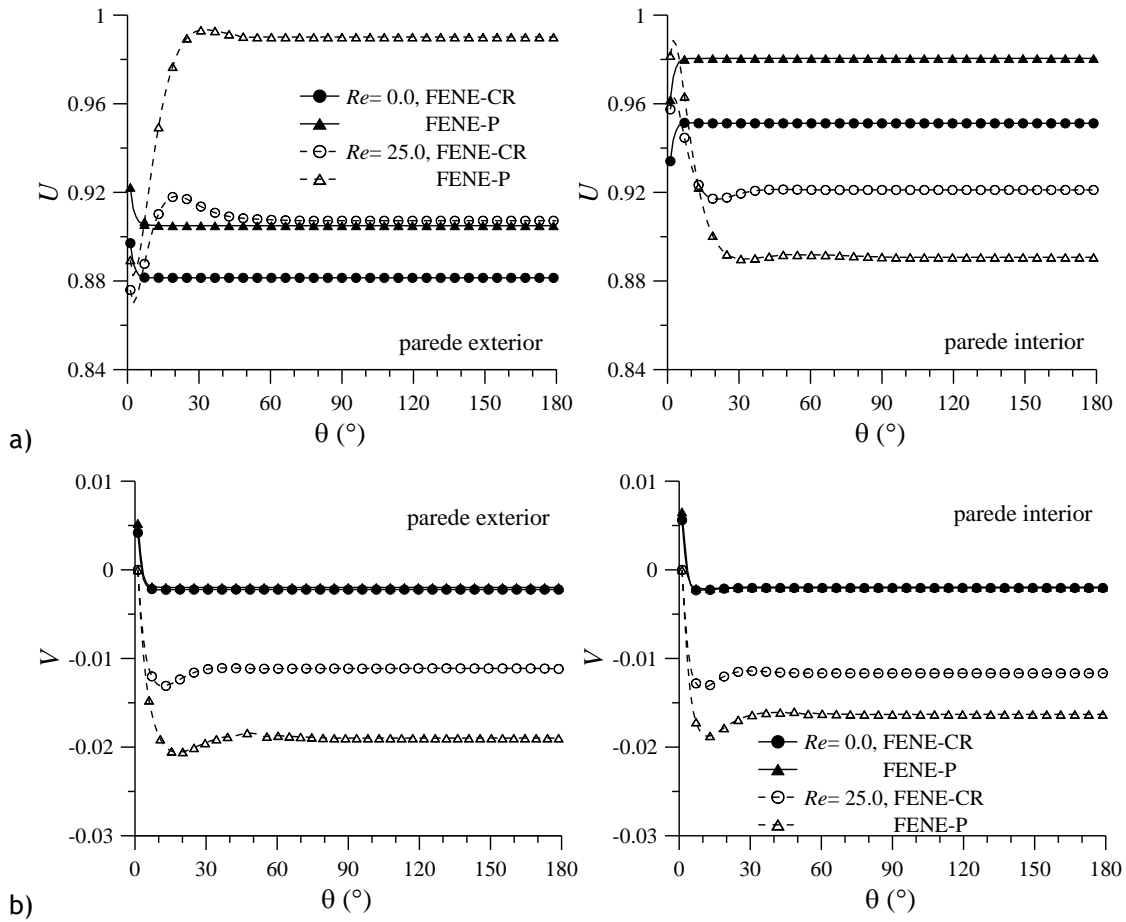 1
0.96
0.92
0.88
0.84
U
Re= 0.0, FENE-CR
FENE-P
Re= 25.0, FENE-CR
FENE-P
parede exterior
0 30 60 90 120 150 180
θ (°)
1
0.96
0.92
0.88
0.84
U
parede interior
0 30 60 90 120 150 180
θ (°)
a)
0.01
0
-0.01
-0.02
-0.03
V
parede exterior
0 30 60 90 120 150 180
θ (°)
0.01
0
-0.01
-0.02
-0.03
V
parede interior
Re= 0.0, FENE-CR
FENE-P
Re= 25.0, FENE-CR
FENE-P
0 30 60 90 120 150 180
θ (°)
b)